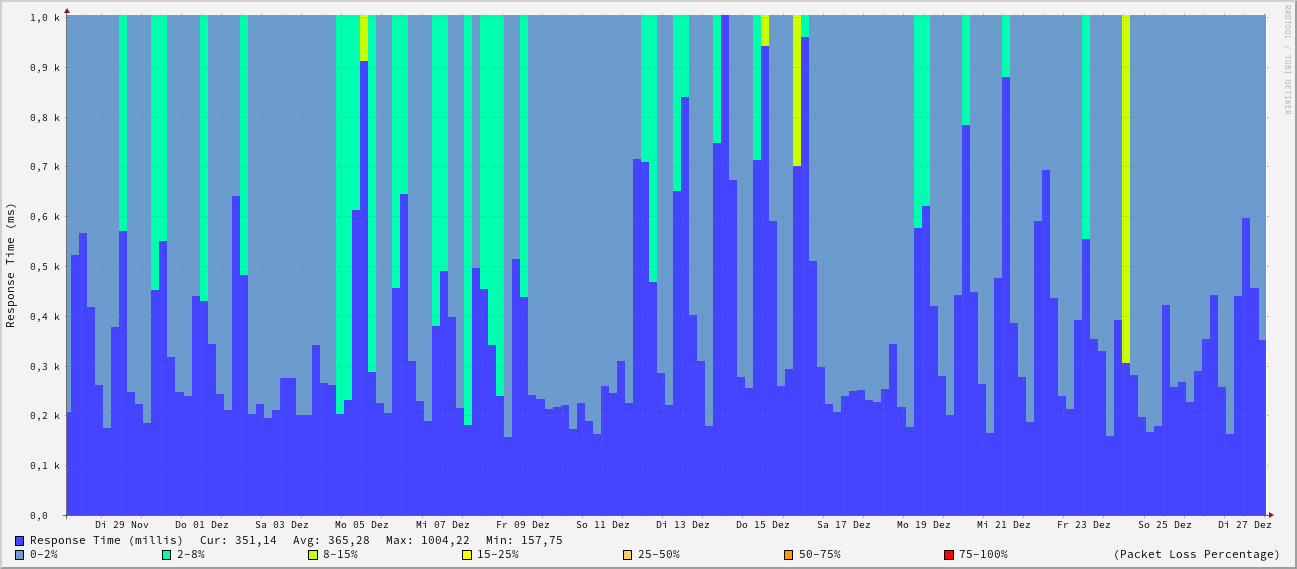 1,0 k
0,9 k
0,8 k
0,7 k
0,6 k
0,5 k
0,4 k
0,3 k
0,2 k
0,1 k
0,0
Response Time (ms)
RRDTOOL / TOBI OETIKER
Di 29 Nov Do 01 Dez Sa 03 Dez Mo 05 Dez Mi 07 Dez Fr 09 Dez So 11 Dez Di 13 Dez Do 15 Dez Sa 17 Dez Mo 19 Dez Mi 21 Dez Fr 23 Dez So 25 Dez Di 27 Dez
Response Time (millis) Cur: 351,14 Avg: 365,28 Max: 1004,22 Min: 157,75
0-2% 2-8% 8-15% 15-25% 25-50% 50-75% 75-100% (Packet Loss Percentage)